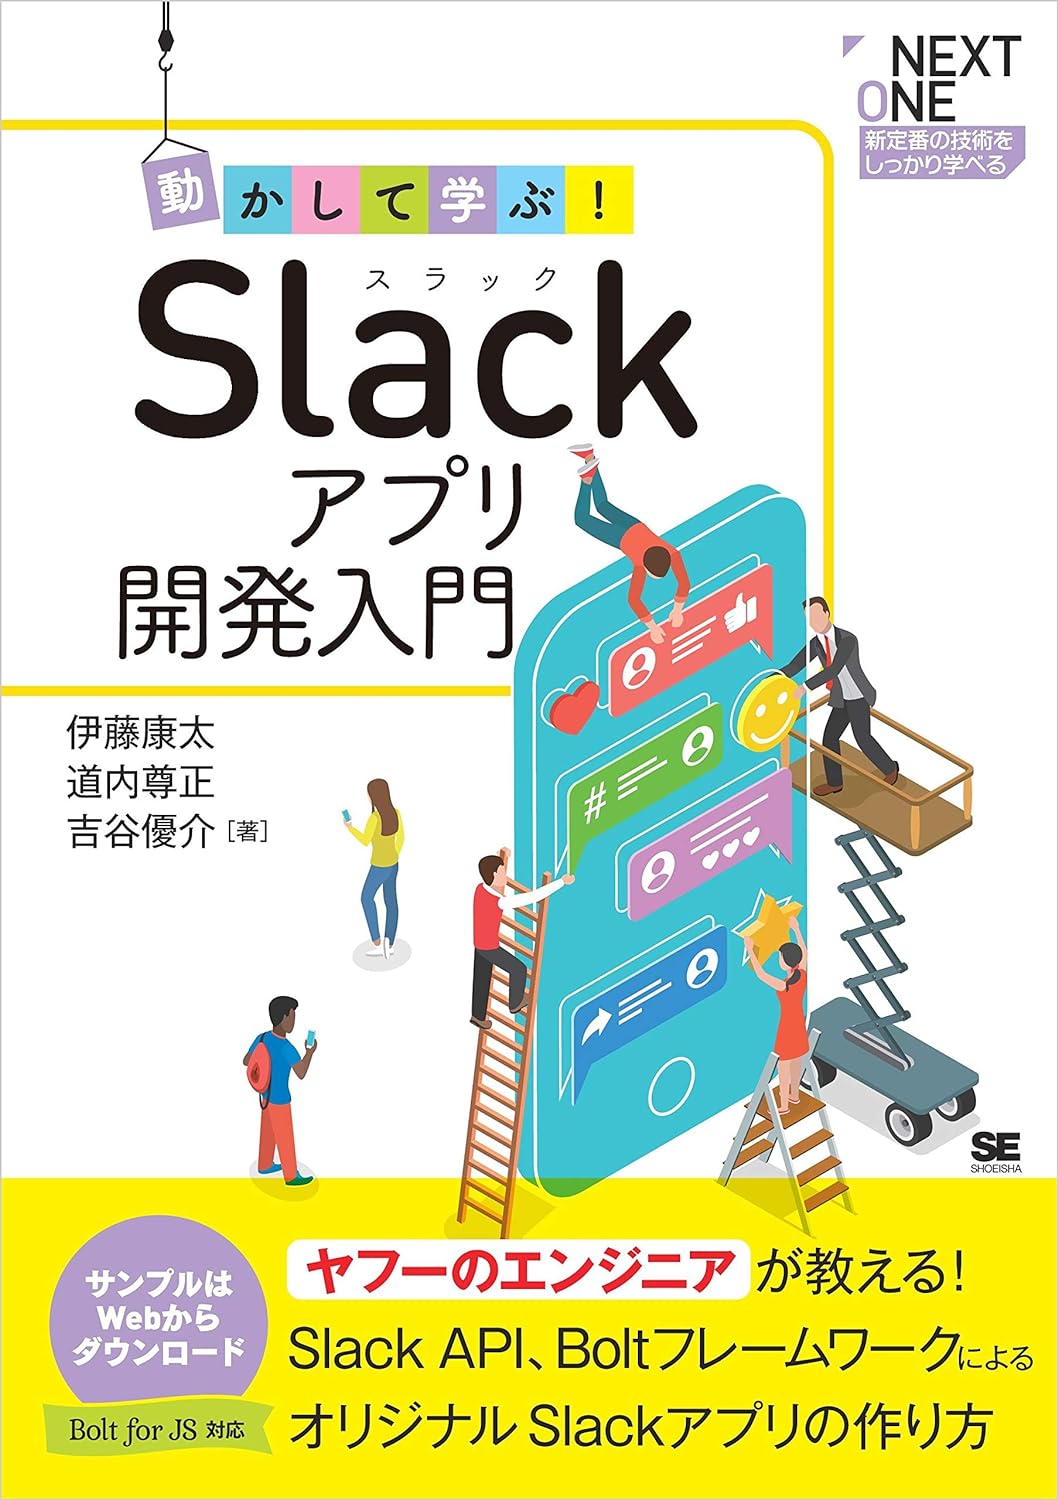 NEXT
ONE
新定番の技術を
しっかり学べる
動かして学ぶ!
スラック
Slack
アプリ
開発入門
伊藤康太
道内尊正
吉谷優介[著]
#
SE
SHOEISHA
サンプルは
Webから
ダウンロード
Bolt for JS 対応
ヤフーのエンジニアが教える!
Slack API、Boltフレームワークによる
オリジナルSlackアプリの作り方